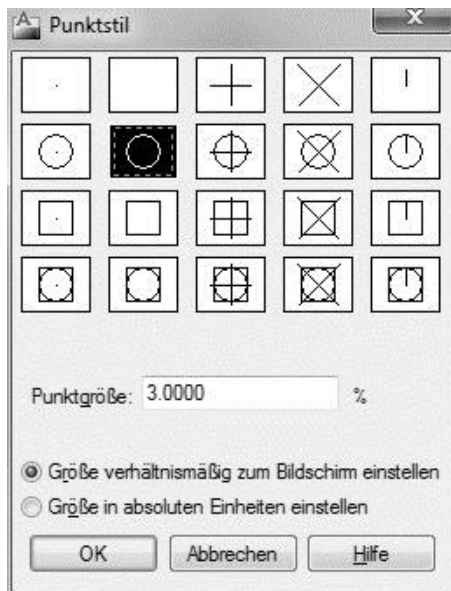 Punktstil
Punktgröße: 3.0000 %
Größe verhältnismäßig zum Bildschirm einstellen
Größe in absoluten Einheiten einstellen
OK Abbrechen Hilfe